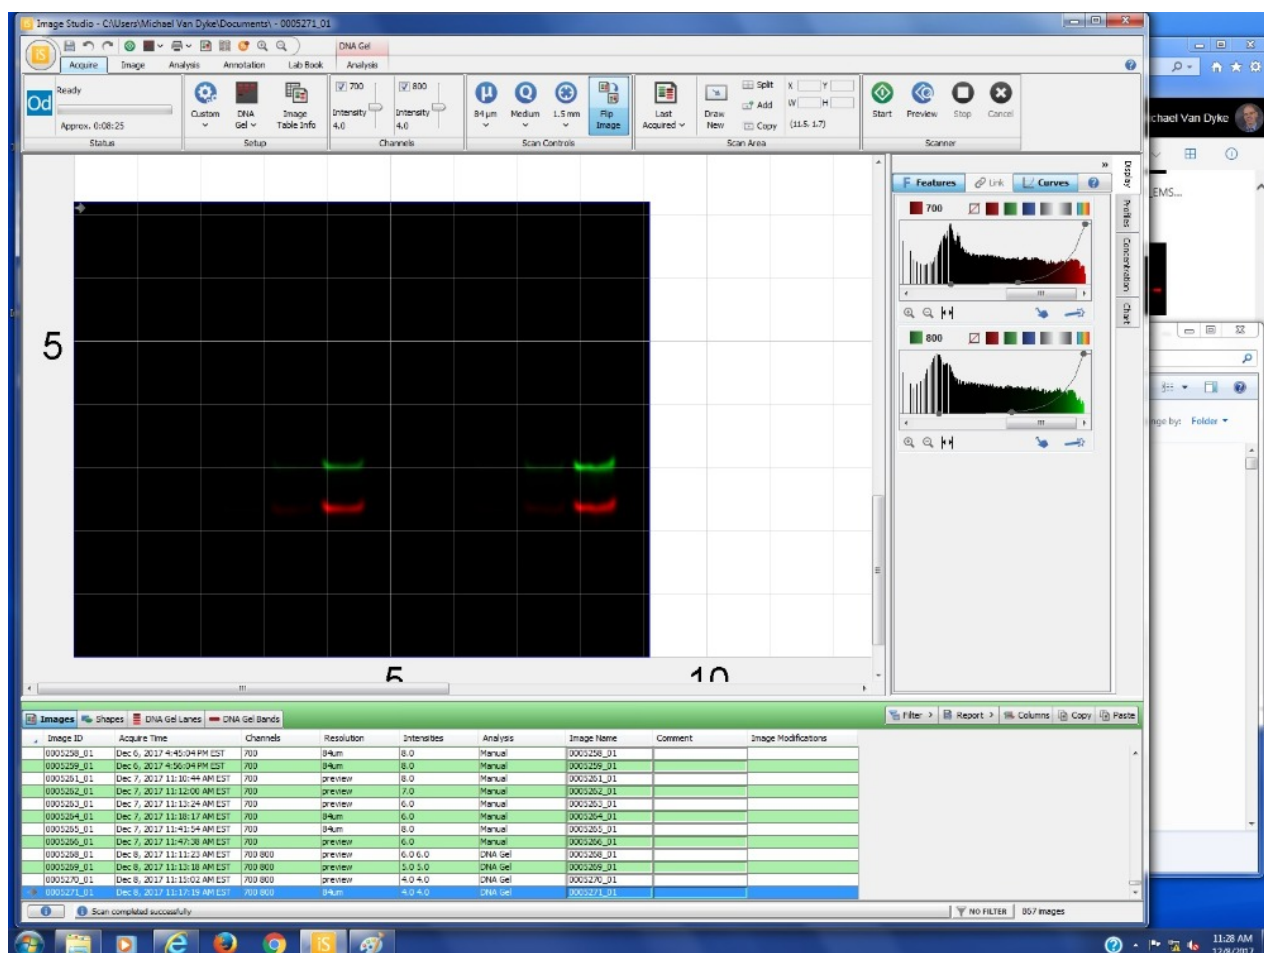 Image Studio - C:\Users\Michael Van Dyke\Documents\ - 0005271_01
DNA Gel
Acquire Image Analysis Annotation Lab Book Analysis
Ready
Approx. 0:08:25
Status
Custom
DNA Gel
Image Table Info
Setup
700
Intensity
4.0
800
Intensity
4.0
Channels
84 µm
Medium
1.5 mm
Flip Image
Scan Controls
Last Acquired
Draw New
Split
Add
Copy
X Y
W H
(11.5, 1.7)
Scan Area
Start Preview Stop Cancel
Scanner
chael Van Dyke
_EMS...
Features Link Curves
Display
Profiles
Concentration
Chart
700
800
nge by: Folder
5
5 10
Images Shapes DNA Gel Lanes DNA Gel Bands
Filter > Report > Columns Copy Paste
Image ID Acquire Time Channels Resolution Intensities Analysis Image Name Comment Image Modifications
0005258_01 Dec 6, 2017 4:45:04 PM EST 700 84um 8.0 Manual 0005258_01
0005259_01 Dec 6, 2017 4:56:04 PM EST 700 84um 8.0 Manual 0005259_01
0005261_01 Dec 7, 2017 11:10:44 AM EST 700 preview 8.0 Manual 0005261_01
0005262_01 Dec 7, 2017 11:12:00 AM EST 700 preview 7.0 Manual 0005262_01
0005263_01 Dec 7, 2017 11:13:24 AM EST 700 preview 6.0 Manual 0005263_01
0005264_01 Dec 7, 2017 11:18:17 AM EST 700 84um 6.0 Manual 0005264_01
0005265_01 Dec 7, 2017 11:41:54 AM EST 700 84um 8.0 Manual 0005265_01
0005266_01 Dec 7, 2017 11:47:38 AM EST 700 preview 6.0 Manual 0005266_01
0005268_01 Dec 8, 2017 11:11:23 AM EST 700 800 preview 6.0 6.0 DNA Gel 0005268_01
0005269_01 Dec 8, 2017 11:13:18 AM EST 700 800 preview 5.0 5.0 DNA Gel 0005269_01
0005270_01 Dec 8, 2017 11:15:02 AM EST 700 800 preview 4.0 4.0 DNA Gel 0005270_01
0005271_01 Dec 8, 2017 11:17:19 AM EST 700 800 84um 4.0 4.0 DNA Gel 0005271_01
Scan completed successfully
NO FILTER 857 images
11:28 AM
12/8/2017